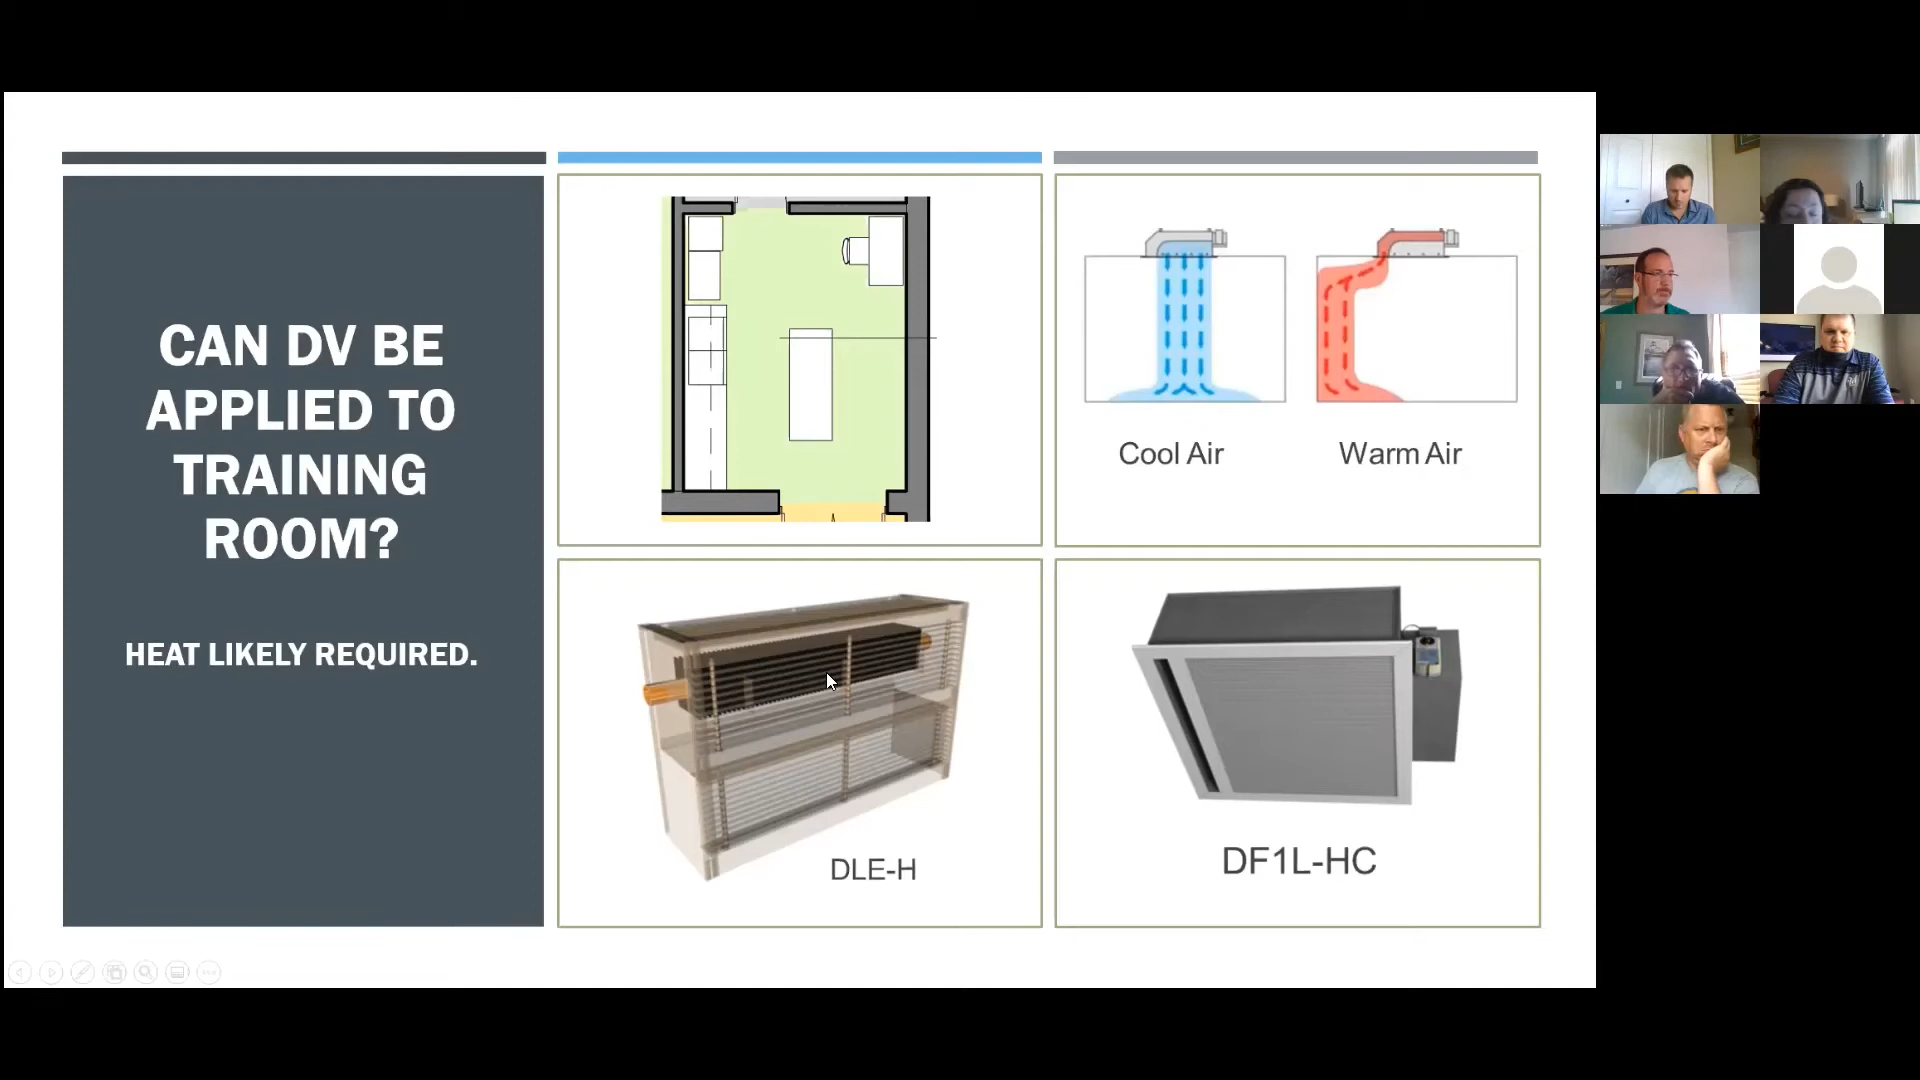 CAN DV BE
APPLIED TO
TRAINING
ROOM?
HEAT LIKELY REQUIRED.
Cool Air
Warm Air
DLE-H
DF1L-HC